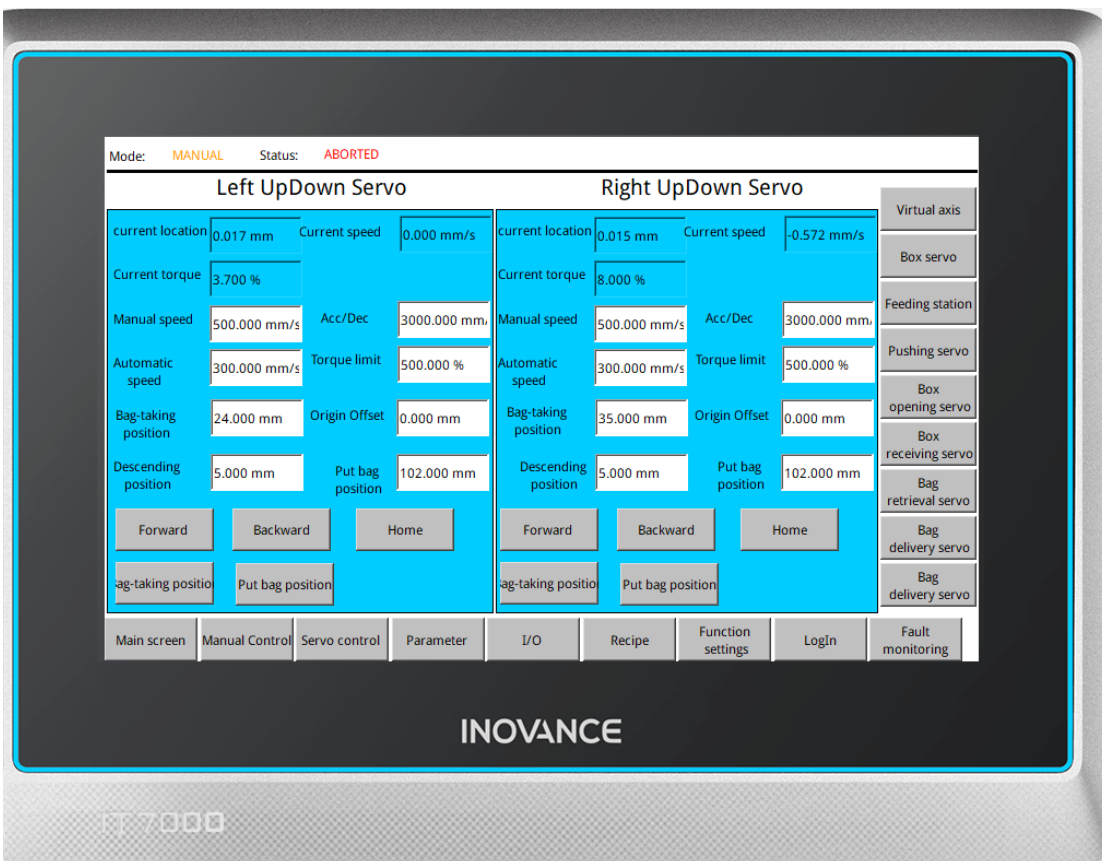 Mode: MANUAL Status: ABORTED
Left UpDown Servo
Right UpDown Servo
current location 0.017 mm Current speed 0.000 mm/s
Current torque 3.700 %
Manual speed 500.000 mm/s Acc/Dec 3000.000 mm/
Automatic
speed
300.000 mm/s Torque limit 500.000 %
Bag-taking
position
24.000 mm Origin Offset 0.000 mm
Descending
position
5.000 mm
Put bag
position
102.000 mm
Forward Backward Home
Bag-taking position Put bag position
current location 0.015 mm Current speed -0.572 mm/s
Current torque 8.000 %
Manual speed 500.000 mm/s Acc/Dec 3000.000 mm/
Automatic
speed
300.000 mm/s Torque limit 500.000 %
Bag-taking
position
35.000 mm Origin Offset 0.000 mm
Descending
position
5.000 mm
Put bag
position
102.000 mm
Forward Backward Home
Bag-taking position Put bag position
Virtual axis
Box servo
Feeding station
Pushing servo
Box
opening servo
Box
receiving servo
Bag
retrieval servo
Bag
delivery servo
Bag
delivery servo
Main screen Manual Control Servo control Parameter I/O Recipe
Function
settings
LogIn
Fault
monitoring
INOVANCE
IT 7000